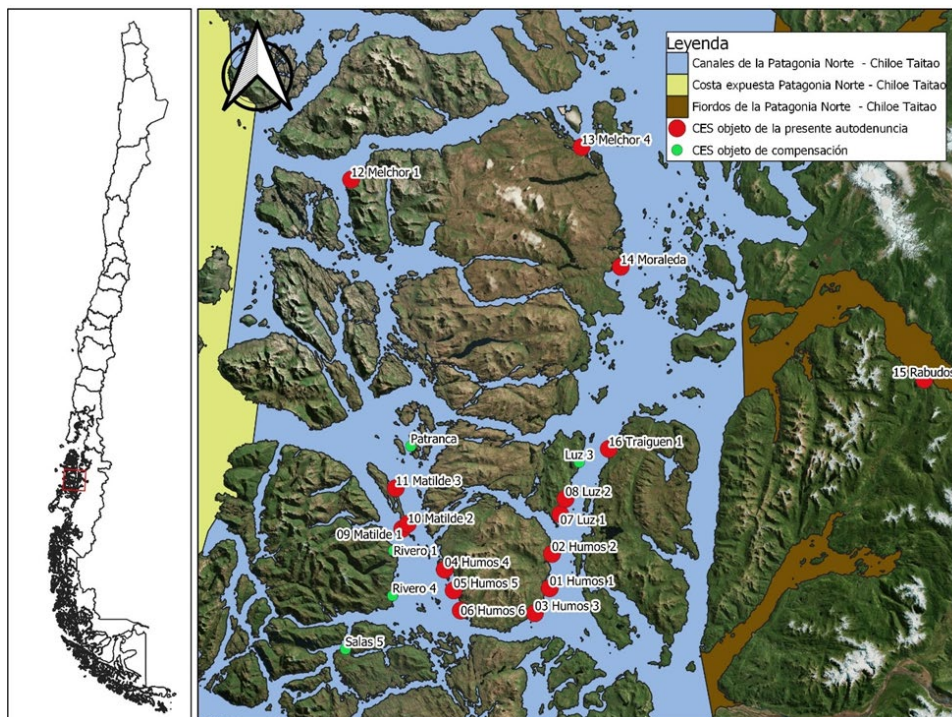 Leyenda
Canales de la Patagonia Norte - Chiloe Taitao
Costa expuesta Patagonia Norte - Chiloe Taitao
Fiordos de la Patagonia Norte - Chiloe Taitao
CES objeto de la presente autodenuncia
CES objeto de compensación
13 Melchor 4
12 Melchor 1
14 Moraleda
15 Rabudos
Patranca
16 Traiguen 1
Luz 3
11 Matilde 3
08 Luz 2
07 Luz 1
10 Matilde 2
09 Matilde 1
Rivero 1
02 Humos 2
04 Humos 4
05 Humos 5
01 Humos 1
Rivero 4
06 Humos 6
03 Humos 3
Salas 5